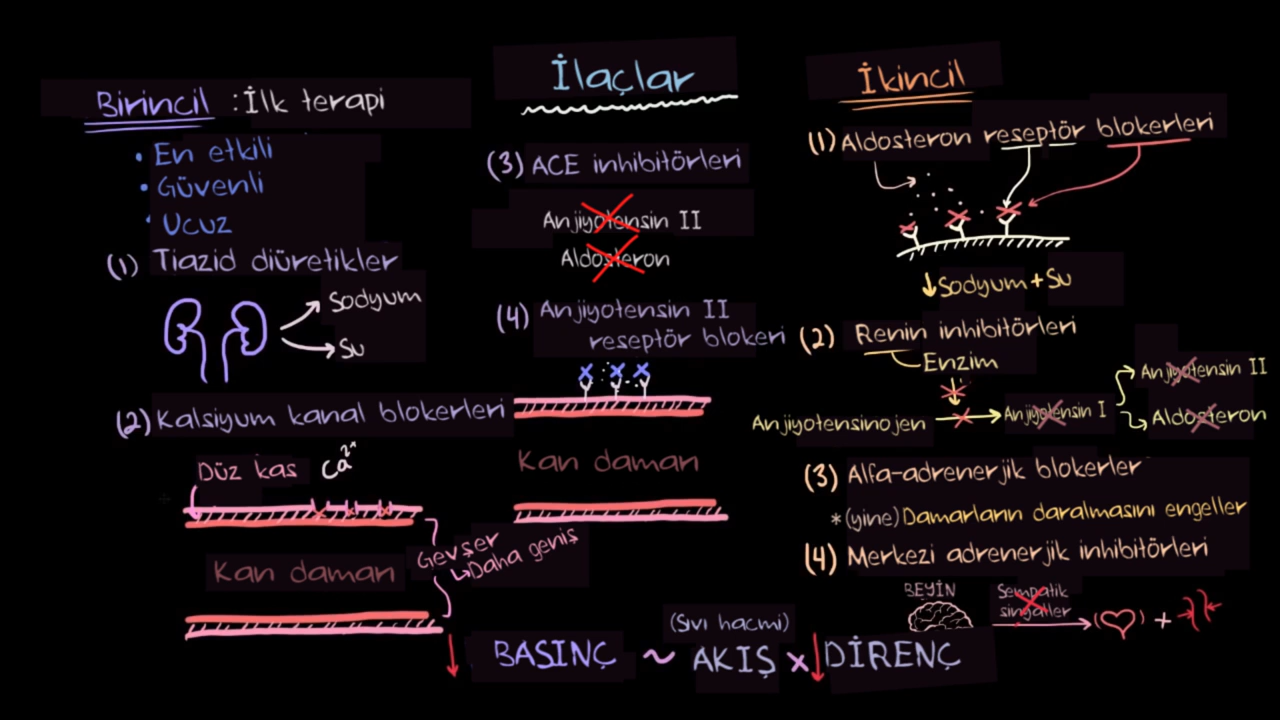 İlaçlar
Birincil : İlk terapi
• En etkili
• Güvenli
• Ucuz
(1) Tiazid diüretikler
Sodyum
Su
(2) Kalsiyum kanal blokerleri
Düz kas
Ca²⁺
Kan damarı
Gevşer
Daha geniş
(3) ACE inhibitörleri
Anjiyotensin II
Aldosteron
(4) Anjiyotensin II
reseptör blokeri
Kan damarı
İkincil
(1) Aldosteron reseptör blokerleri
↓ Sodyum + Su
(2) Renin inhibitörleri
Enzim
Anjiyotensinojen
Anjiyotensin I
Anjiyotensin II
Aldosteron
(3) Alfa-adrenerjik blokerler
* (yine) Damarların daralmasını engeller
(4) Merkezi adrenerjik inhibitörleri
BEYİN
Sempatik
sinyaller
+
(Sıvı hacmi)
↓ BASINÇ ~ AKIŞ x ↓ DİRENÇ